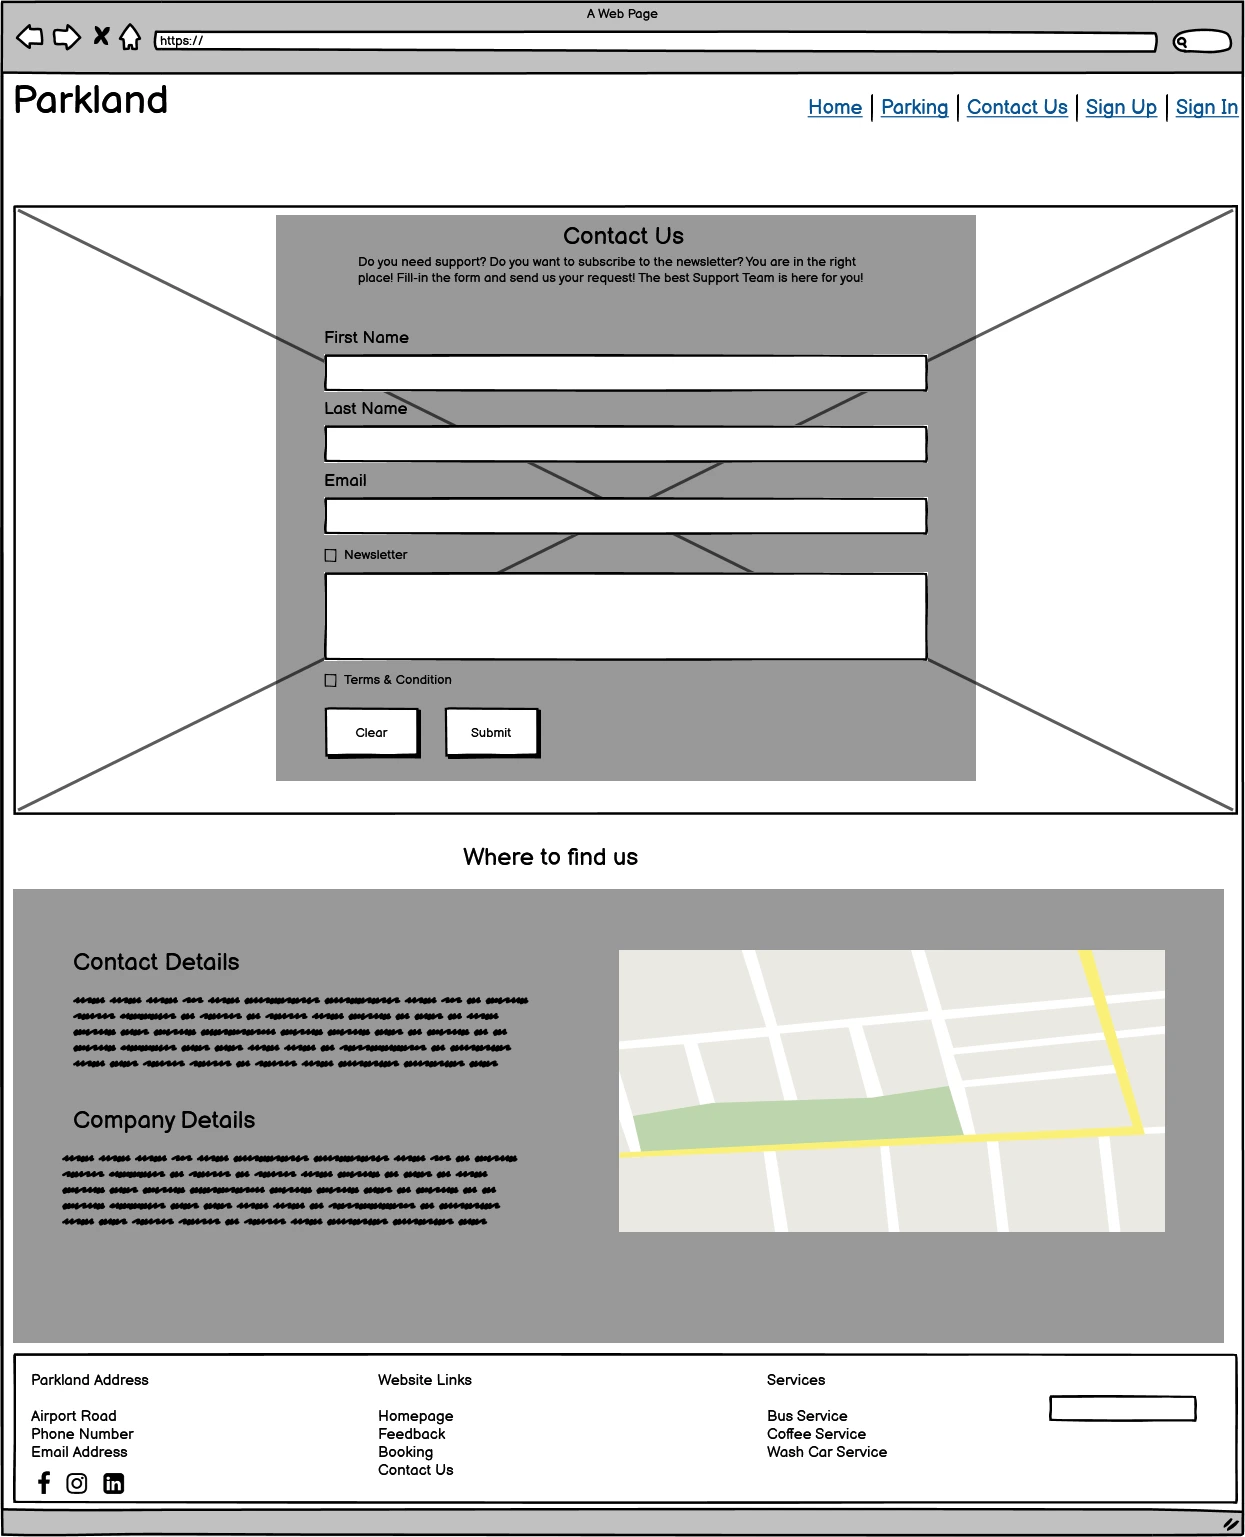 A Web Page
https://
Parkland
Home | Parking | Contact Us | Sign Up | Sign In
Contact Us
Do you need support? Do you want to subscribe to the newsletter? You are in the right
place! Fill-in the form and send us your request! The best Support Team is here for you!
First Name
Last Name
Email
Newsletter
Terms & Condition
Clear
Submit
Where to find us
Contact Details
Company Details
Parkland Address
Airport Road
Phone Number
Email Address
Website Links
Homepage
Feedback
Booking
Contact Us
Services
Bus Service
Coffee Service
Wash Car Service